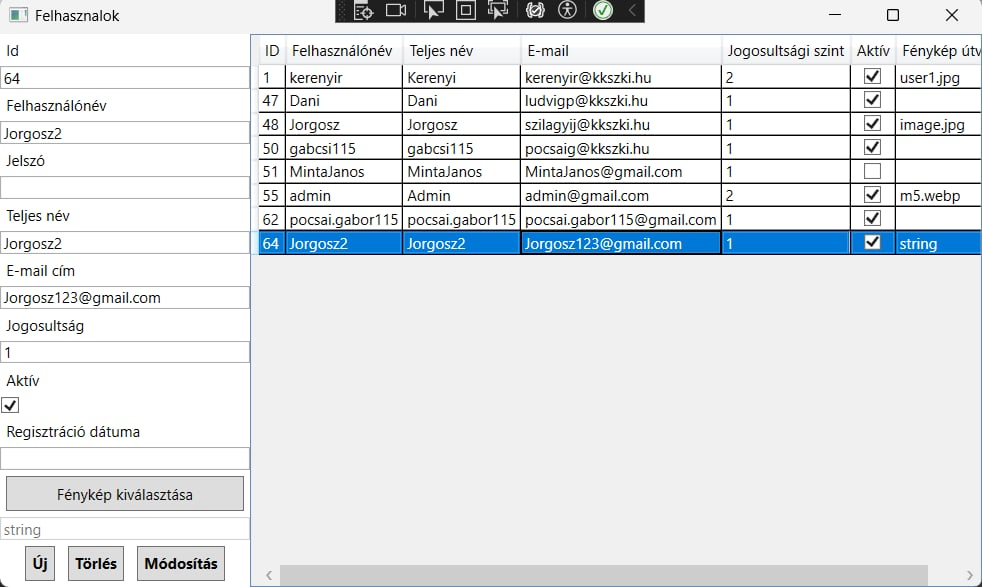 Felhasznalok
Id
64
Felhasználónév
Jorgosz2
Jelszó
Teljes név
Jorgosz2
E-mail cím
Jorgosz123@gmail.com
Jogosultság
1
Aktív
Regisztráció dátuma
Fénykép kiválasztása
string
Új Törlés Módosítás
ID Felhasználónév Teljes név E-mail Jogosultsági szint Aktív Fénykép útv
1 kerenyir Kerenyi kerenyir@kkszki.hu 2 user1.jpg
47 Dani Dani ludvigp@kkszki.hu 1
48 Jorgosz Jorgosz szilagyij@kkszki.hu 1 image.jpg
50 gabcsi115 gabcsi115 pocsaig@kkszki.hu 1
51 MintaJanos MintaJanos MintaJanos@gmail.com 1
55 admin Admin admin@gmail.com 2 m5.webp
62 pocsai.gabor115 pocsai.gabor115 pocsai.gabor115@gmail.com 1
64 Jorgosz2 Jorgosz2 Jorgosz123@gmail.com 1 string